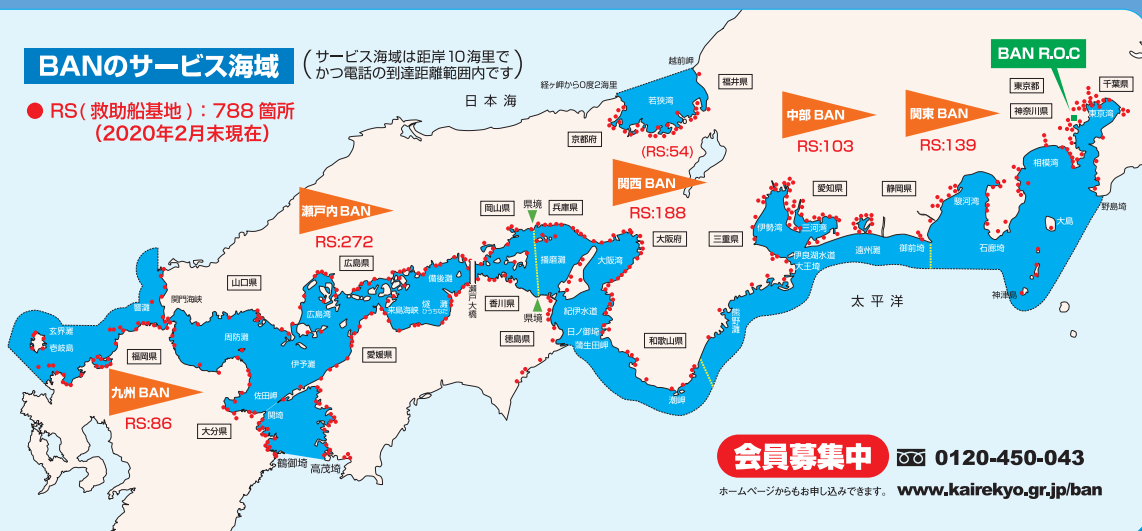 BANのサービス海域
(サービス海域は距岸10海里で
かつ電話の到達距離範囲内です)
● RS(救助船基地)：788箇所
(2020年2月末現在)
日本海
経ヶ岬から0度2海里
越前岬
若狭湾
福井県
京都府
(RS:54)
BAN R.O.C
東京都
千葉県
神奈川県
東京湾
中部 BAN
RS:103
関東 BAN
RS:139
相模湾
野島埼
大島
関西 BAN
RS:188
愛知県
静岡県
駿河湾
伊勢湾
三河湾
三重県
伊良湖水道
大王埼
遠州灘
御前埼
石廊埼
神津島
太平洋
瀬戸内 BAN
RS:272
岡山県
県境
兵庫県
大阪府
播磨灘
大阪湾
広島県
備後灘
山口県
関門海峡
広島湾
来島海峡
燧灘
ひうちなだ
瀬戸大橋
香川県
県境
紀伊水道
徳島県
日ノ御埼
蒲生田岬
和歌山県
熊野灘
潮岬
藍灘
玄界灘
壱岐島
周防灘
福岡県
伊予灘
愛媛県
九州 BAN
RS:86
佐田岬
関埼
大分県
鶴御埼
高茂埼
会員募集中
0120-450-043
ホームページからもお申し込みできます。 www.kairekyo.gr.jp/ban